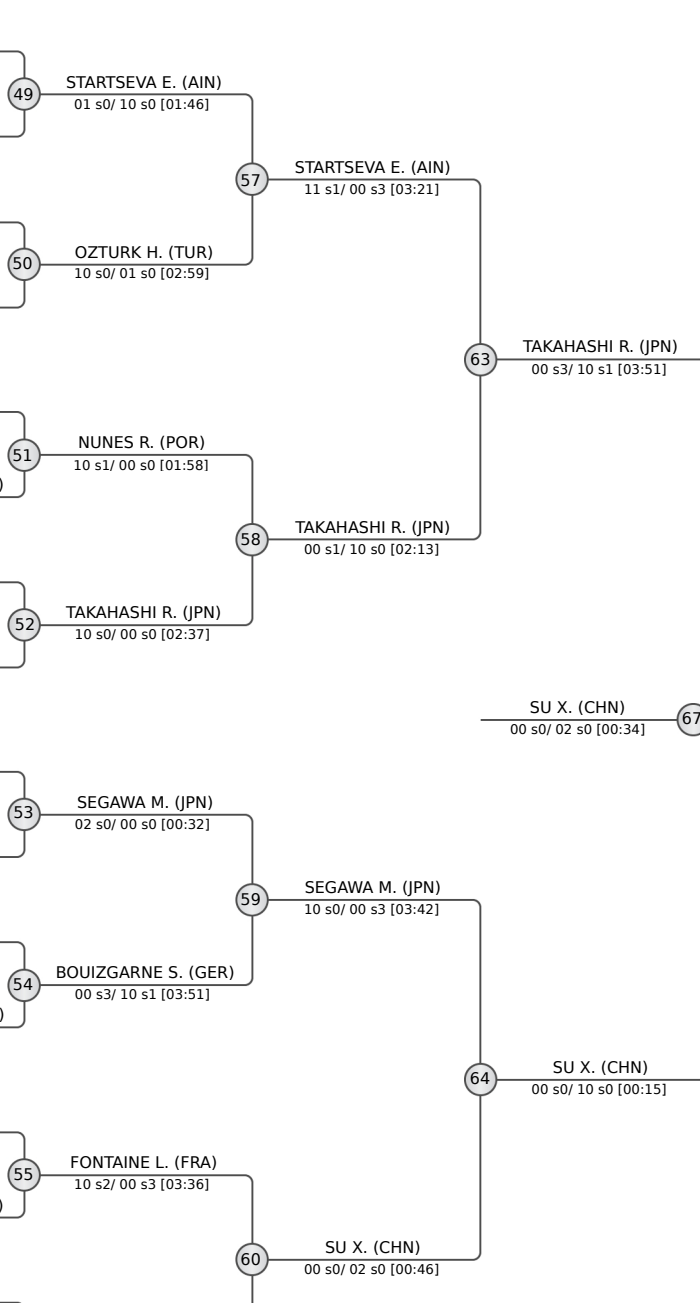 STARTSEVA E. (AIN)
49
01 s0/ 10 s0 [01:46]
STARTSEVA E. (AIN)
57
11 s1/ 00 s3 [03:21]
OZTURK H. (TUR)
50
10 s0/ 01 s0 [02:59]
TAKAHASHI R. (JPN)
63
00 s3/ 10 s1 [03:51]
NUNES R. (POR)
51
10 s1/ 00 s0 [01:58]
)
TAKAHASHI R. (JPN)
58
00 s1/ 10 s0 [02:13]
TAKAHASHI R. (JPN)
52
10 s0/ 00 s0 [02:37]
SU X. (CHN)
67
00 s0/ 02 s0 [00:34]
SEGAWA M. (JPN)
53
02 s0/ 00 s0 [00:32]
SEGAWA M. (JPN)
59
10 s0/ 00 s3 [03:42]
BOUIZGARNE S. (GER)
54
00 s3/ 10 s1 [03:51]
)
SU X. (CHN)
64
00 s0/ 10 s0 [00:15]
FONTAINE L. (FRA)
55
10 s2/ 00 s3 [03:36]
)
SU X. (CHN)
60
00 s0/ 02 s0 [00:46]